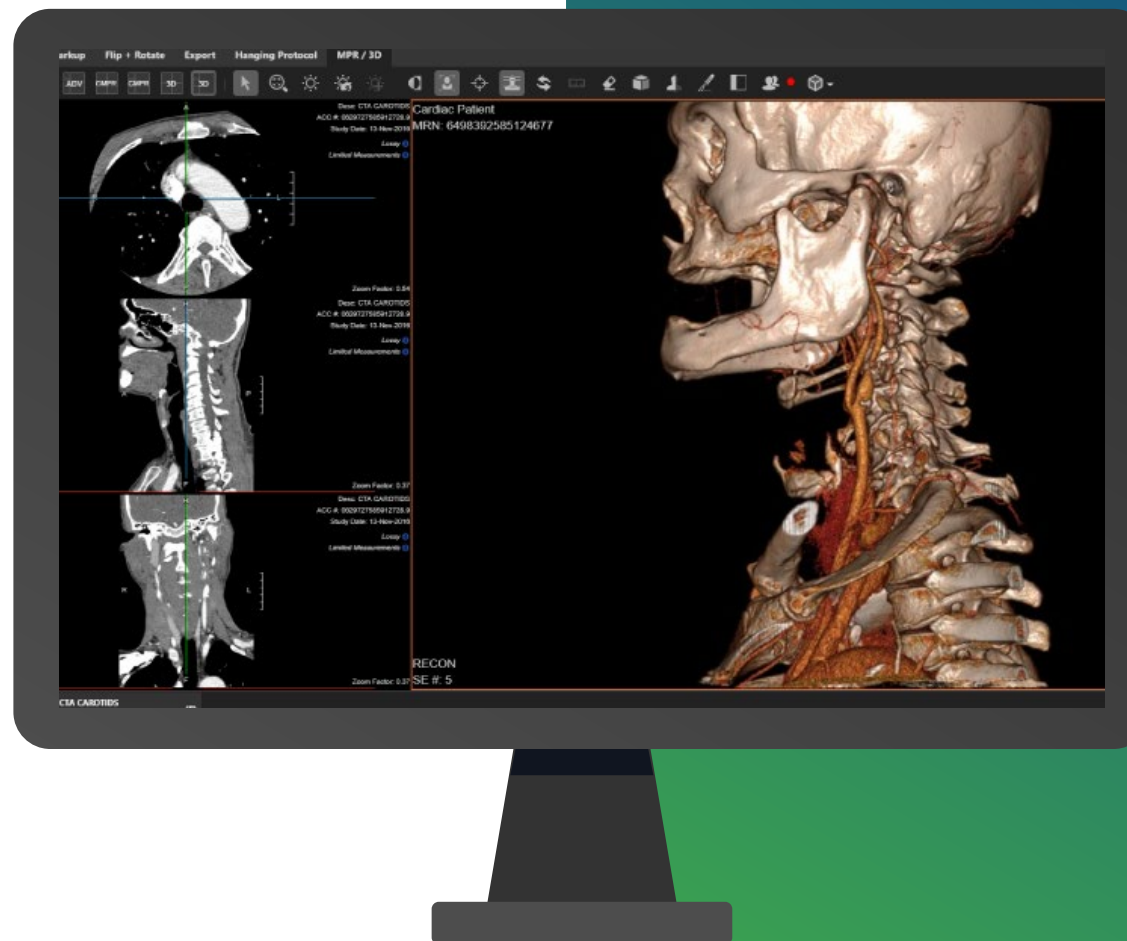 arkup Flip + Rotate Export Hanging Protocol MPR / 3D
ADV CMPR CMPR 3D 3D
Desc: CTA CAROTIDS
Study Date: 13-Nov-2016
Lossy
Limited Measurements
L
Zoom Factor: 0.54
Desc: CTA CAROTIDS
Study Date: 13-Nov-2016
Lossy
Limited Measurements
P
Zoom Factor: 0.37
Desc: CTA CAROTIDS
Study Date: 13-Nov-2016
Lossy
Limited Measurements
L
Zoom Factor: 0.37
Cardiac Patient
MRN: 6498392585124677
RECON
SE #: 5
CTA CAROTIDS